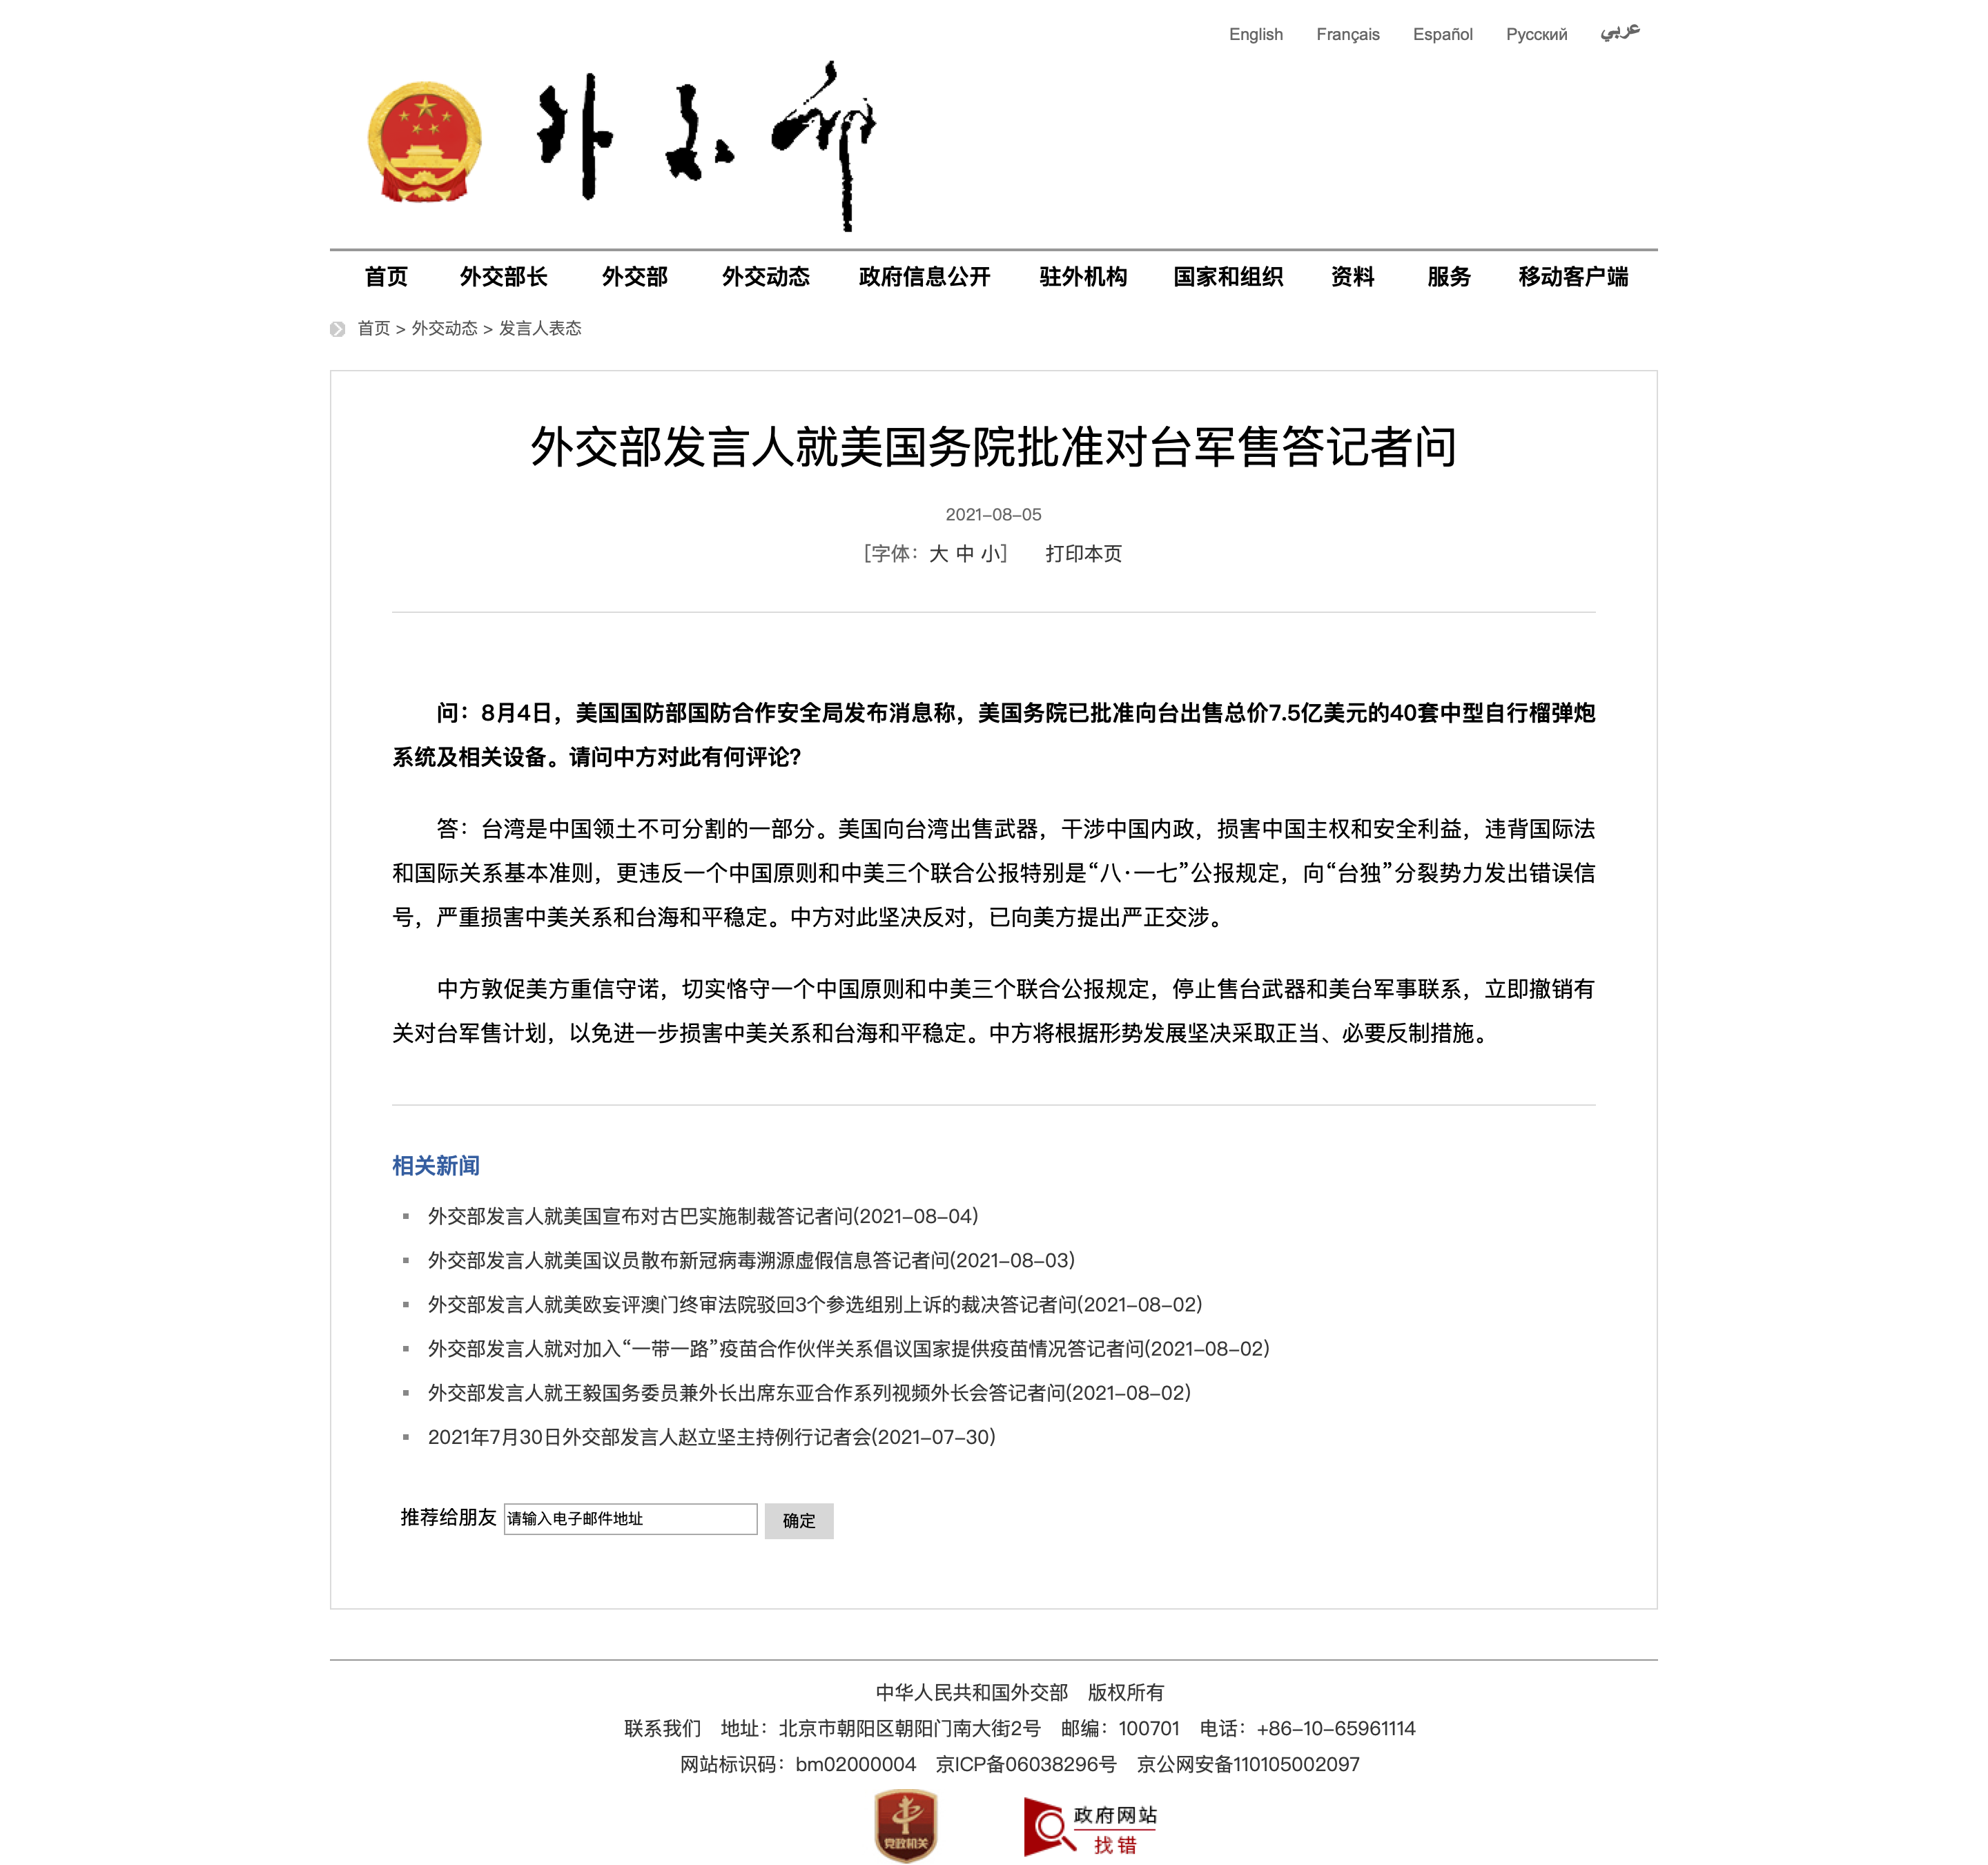 English Français Español Русский عربي
外交部
首页 外交部长 外交部 外交动态 政府信息公开 驻外机构 国家和组织 资料 服务 移动客户端
首页 > 外交动态 > 发言人表态
外交部发言人就美国务院批准对台军售答记者问
2021-08-05
[字体：大 中 小] 打印本页
问：8月4日，美国国防部国防合作安全局发布消息称，美国务院已批准向台出售总价7.5亿美元的40套中型自行榴弹炮
系统及相关设备。请问中方对此有何评论？
答：台湾是中国领土不可分割的一部分。美国向台湾出售武器，干涉中国内政，损害中国主权和安全利益，违背国际法
和国际关系基本准则，更违反一个中国原则和中美三个联合公报特别是“八·一七”公报规定，向“台独”分裂势力发出错误信
号，严重损害中美关系和台海和平稳定。中方对此坚决反对，已向美方提出严正交涉。
中方敦促美方重信守诺，切实恪守一个中国原则和中美三个联合公报规定，停止售台武器和美台军事联系，立即撤销有
关对台军售计划，以免进一步损害中美关系和台海和平稳定。中方将根据形势发展坚决采取正当、必要反制措施。
相关新闻
外交部发言人就美国宣布对古巴实施制裁答记者问(2021-08-04)
外交部发言人就美国议员散布新冠病毒溯源虚假信息答记者问(2021-08-03)
外交部发言人就美欧妄评澳门终审法院驳回3个参选组别上诉的裁决答记者问(2021-08-02)
外交部发言人就对加入“一带一路”疫苗合作伙伴关系倡议国家提供疫苗情况答记者问(2021-08-02)
外交部发言人就王毅国务委员兼外长出席东亚合作系列视频外长会答记者问(2021-08-02)
2021年7月30日外交部发言人赵立坚主持例行记者会(2021-07-30)
推荐给朋友 请输入电子邮件地址 确定
中华人民共和国外交部 版权所有
联系我们 地址：北京市朝阳区朝阳门南大街2号 邮编：100701 电话：+86-10-65961114
网站标识码：bm02000004 京ICP备06038296号 京公网安备110105002097
党政机关
政府网站
找错